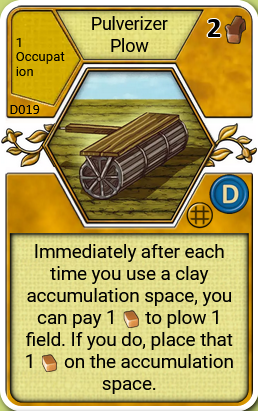 Pulverizer
Plow
2
1
Occupat
ion
D019
D
Immediately after each
time you use a clay
accumulation space, you
can pay 1 to plow 1
field. If you do, place that
1 on the accumulation
space.